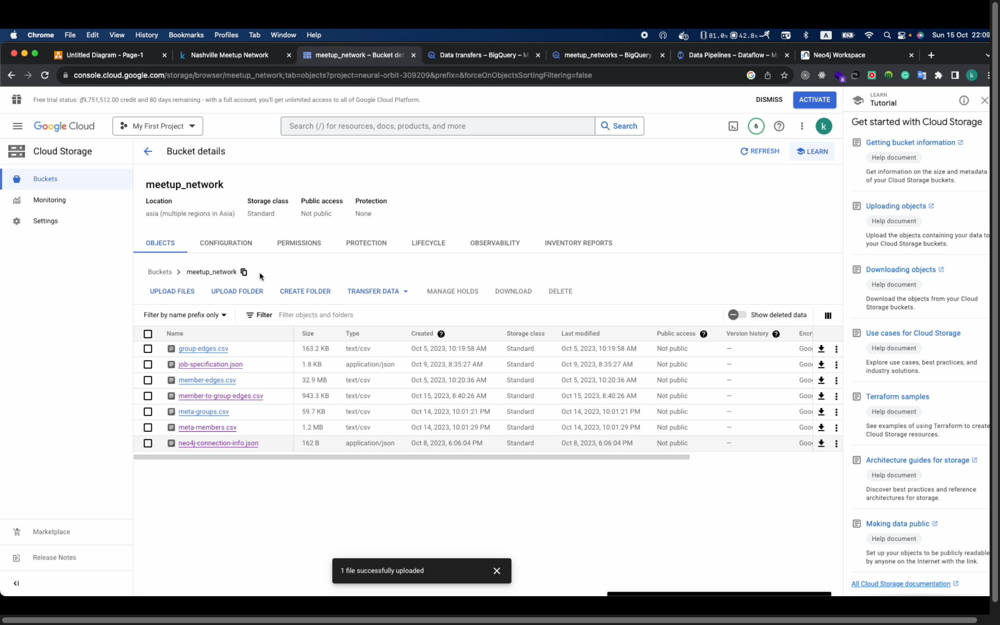 Chrome File Edit View History Bookmarks Profiles Tab Window Help 81.0% 42.8% A Sun 15 Oct 22:09
Untitled Diagram - Page-1 Nashville Meetup Network meetup_network – Bucket det Data transfers – BigQuery – M meetup_networks – BigQuery Data Pipelines – Dataflow – M Neo4j Workspace
console.cloud.google.com/storage/browser/meetup_network;tab=objects?project=neural-orbit-309209&prefix=&forceOnObjectsSortingFiltering=false 8 k
Free trial status: ₫9,751,512.00 credit and 80 days remaining - with a full account, you'll get unlimited access to all of Google Cloud Platform. DISMISS ACTIVATE
Google Cloud My First Project Search (/) for resources, docs, products, and more Search 6 k
Cloud Storage
Buckets
Monitoring
Settings
Marketplace
Release Notes
Bucket details REFRESH LEARN
meetup_network
Location Storage class Public access Protection
asia (multiple regions in Asia) Standard Not public None
OBJECTS CONFIGURATION PERMISSIONS PROTECTION LIFECYCLE OBSERVABILITY INVENTORY REPORTS
Buckets > meetup_network
UPLOAD FILES UPLOAD FOLDER CREATE FOLDER TRANSFER DATA MANAGE HOLDS DOWNLOAD DELETE
Filter by name prefix only Filter Filter objects and folders Show deleted data
Name Size Type Created Storage class Last modified Public access Version history Encr
group-edges.csv 163.2 KB text/csv Oct 5, 2023, 10:19:58 AM Standard Oct 5, 2023, 10:19:58 AM Not public — Goo
job-specification.json 1.8 KB application/json Oct 9, 2023, 8:35:27 AM Standard Oct 9, 2023, 8:35:27 AM Not public — Goo
member-edges.csv 32.9 MB text/csv Oct 5, 2023, 10:20:36 AM Standard Oct 5, 2023, 10:20:36 AM Not public — Goo
member-to-group-edges.csv 943.3 KB text/csv Oct 15, 2023, 8:40:26 AM Standard Oct 15, 2023, 8:40:26 AM Not public — Goo
meta-groups.csv 59.7 KB text/csv Oct 14, 2023, 10:01:21 PM Standard Oct 14, 2023, 10:01:21 PM Not public — Goo
meta-members.csv 1.2 MB text/csv Oct 14, 2023, 10:01:29 PM Standard Oct 14, 2023, 10:01:29 PM Not public — Goo
neo4j-connection-info.json 162 B application/json Oct 8, 2023, 6:06:04 PM Standard Oct 8, 2023, 6:06:04 PM Not public — Goo
1 file successfully uploaded
LEARN
Tutorial
Get started with Cloud Storage
Getting bucket information
Help document
Get information on the size and metadata
of your Cloud Storage buckets.
Uploading objects
Help document
Upload the objects containing your data to
your Cloud Storage buckets.
Downloading objects
Help document
Download the objects from your Cloud
Storage buckets.
Use cases for Cloud Storage
Help document
Explore use cases, best practices, and
industry solutions.
Terraform samples
Help document
See examples of using Terraform to create
Cloud Storage resources.
Architecture guides for storage
Help document
Discover best practices and reference
architectures for storage.
Making data public
Help document
Set up your objects to be publicly readable
by anyone on the Internet with the link.
All Cloud Storage documentation